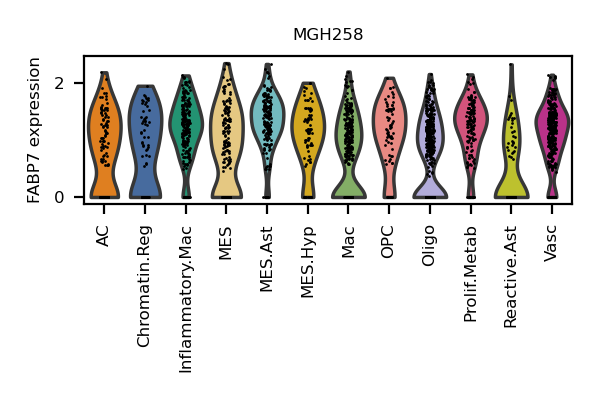 MGH258
FABP7 expression
2
0
AC
Chromatin.Reg
Inflammatory.Mac
MES
MES.Ast
MES.Hyp
Mac
OPC
Oligo
Prolif.Metab
Reactive.Ast
Vasc